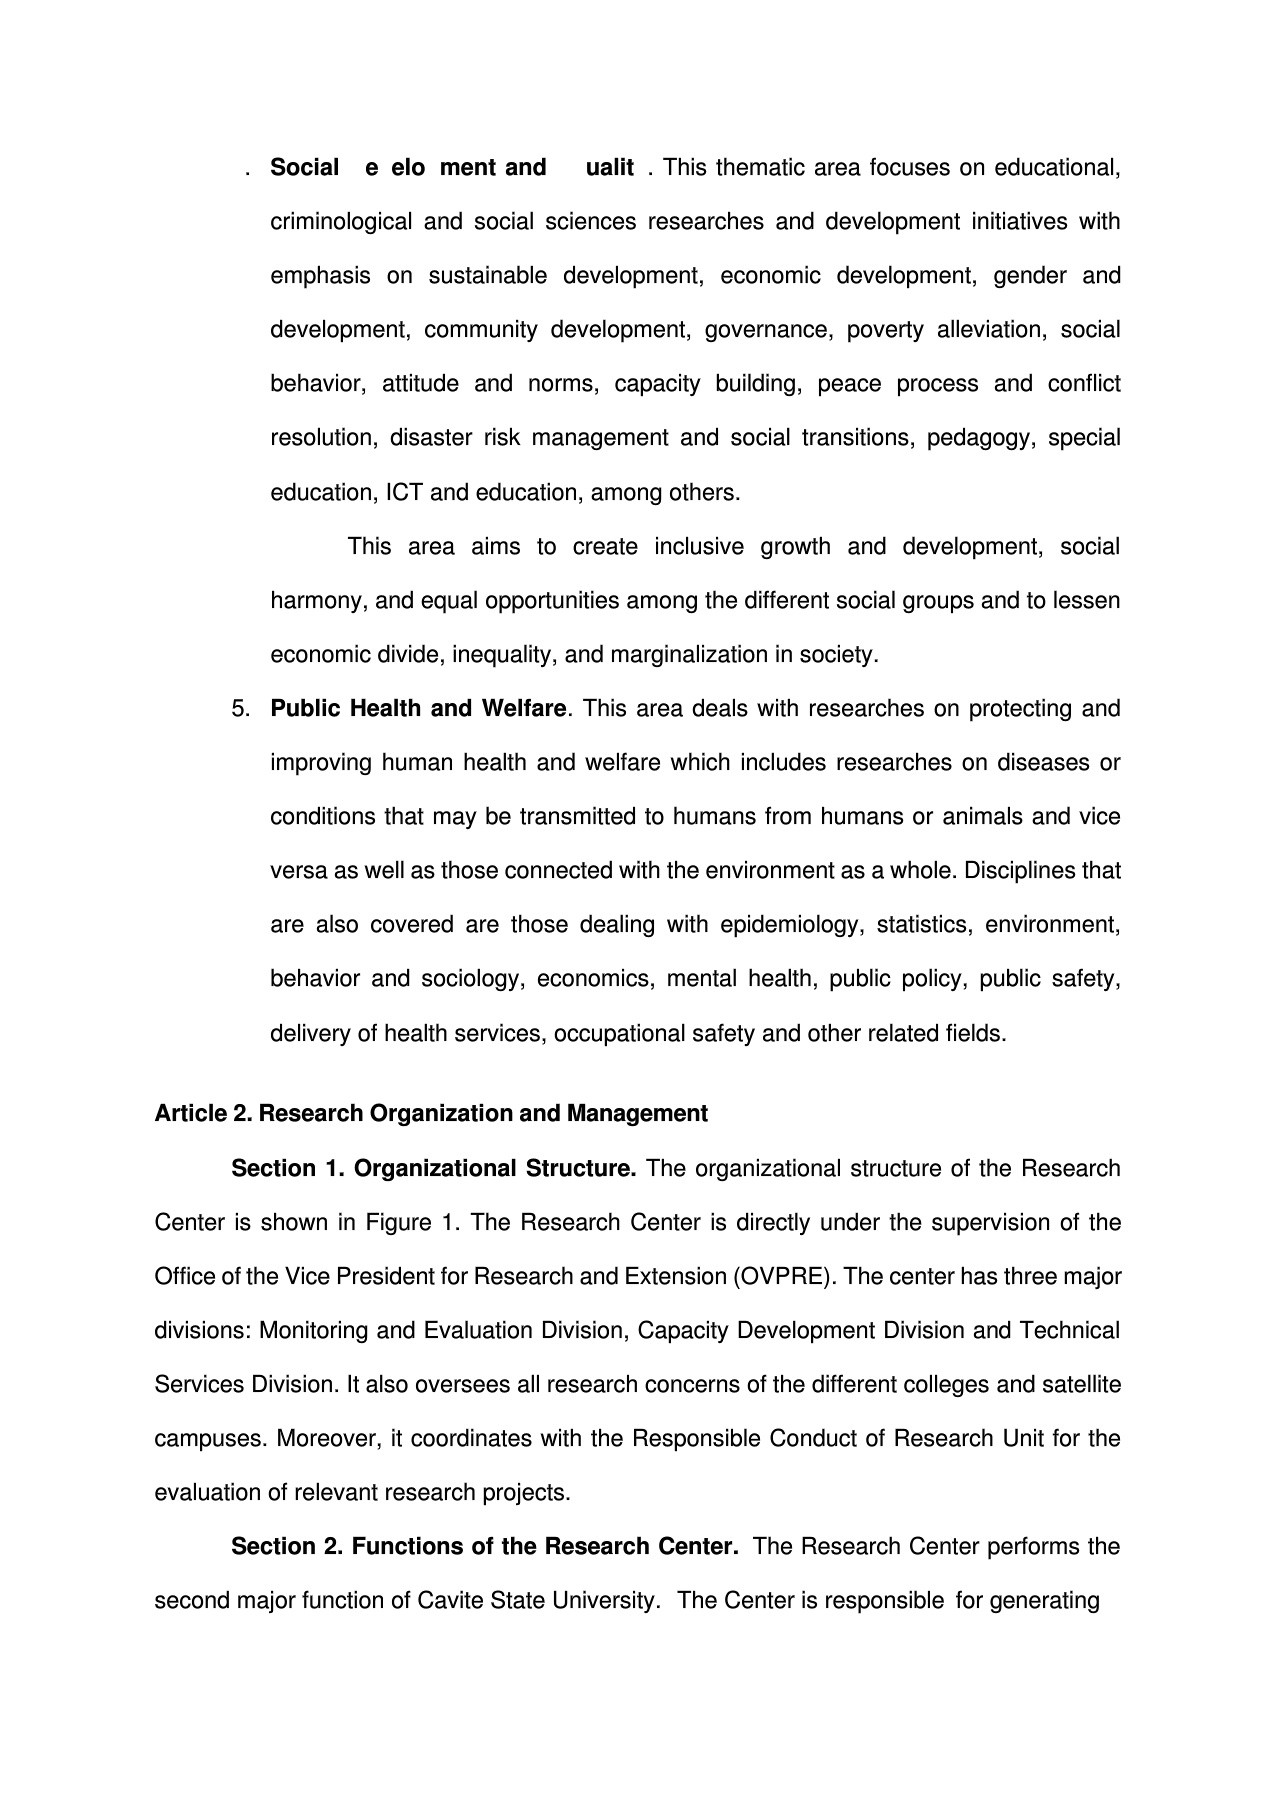 . Social e elo ment and ualit . This thematic area focuses on educational,
criminological and social sciences researches and development initiatives with
emphasis on sustainable development, economic development, gender and
development, community development, governance, poverty alleviation, social
behavior, attitude and norms, capacity building, peace process and conflict
resolution, disaster risk management and social transitions, pedagogy, special
education, ICT and education, among others.
This area aims to create inclusive growth and development, social
harmony, and equal opportunities among the different social groups and to lessen
economic divide, inequality, and marginalization in society.
5. Public Health and Welfare. This area deals with researches on protecting and
improving human health and welfare which includes researches on diseases or
conditions that may be transmitted to humans from humans or animals and vice
versa as well as those connected with the environment as a whole. Disciplines that
are also covered are those dealing with epidemiology, statistics, environment,
behavior and sociology, economics, mental health, public policy, public safety,
delivery of health services, occupational safety and other related fields.
Article 2. Research Organization and Management
Section 1. Organizational Structure. The organizational structure of the Research
Center is shown in Figure 1. The Research Center is directly under the supervision of the
Office of the Vice President for Research and Extension (OVPRE). The center has three major
divisions: Monitoring and Evaluation Division, Capacity Development Division and Technical
Services Division. It also oversees all research concerns of the different colleges and satellite
campuses. Moreover, it coordinates with the Responsible Conduct of Research Unit for the
evaluation of relevant research projects.
Section 2. Functions of the Research Center. The Research Center performs the
second major function of Cavite State University. The Center is responsible for generating